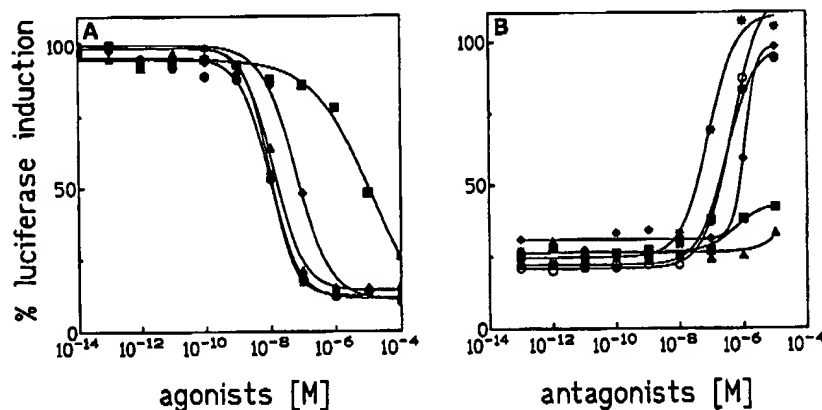 A
B
% luciferase induction
100
50
0
10⁻¹⁴ 10⁻¹² 10⁻¹⁰ 10⁻⁸ 10⁻⁶ 10⁻⁴
agonists [M]
100
50
0
10⁻¹⁴ 10⁻¹² 10⁻¹⁰ 10⁻⁸ 10⁻⁶ 10⁻⁴
antagonists [M]